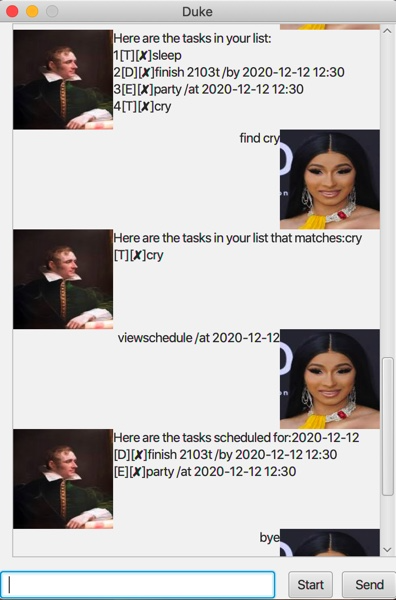 Duke
Here are the tasks in your list:
1[T][✘]sleep
2[D][✘]finish 2103t /by 2020-12-12 12:30
3[E][✘]party /at 2020-12-12 12:30
4[T][✘]cry
find cry
Here are the tasks in your list that matches:cry
[T][✘]cry
viewschedule /at 2020-12-12
Here are the tasks scheduled for:2020-12-12
[D][✘]finish 2103t /by 2020-12-12 12:30
[E][✘]party /at 2020-12-12 12:30
bye
Start
Send